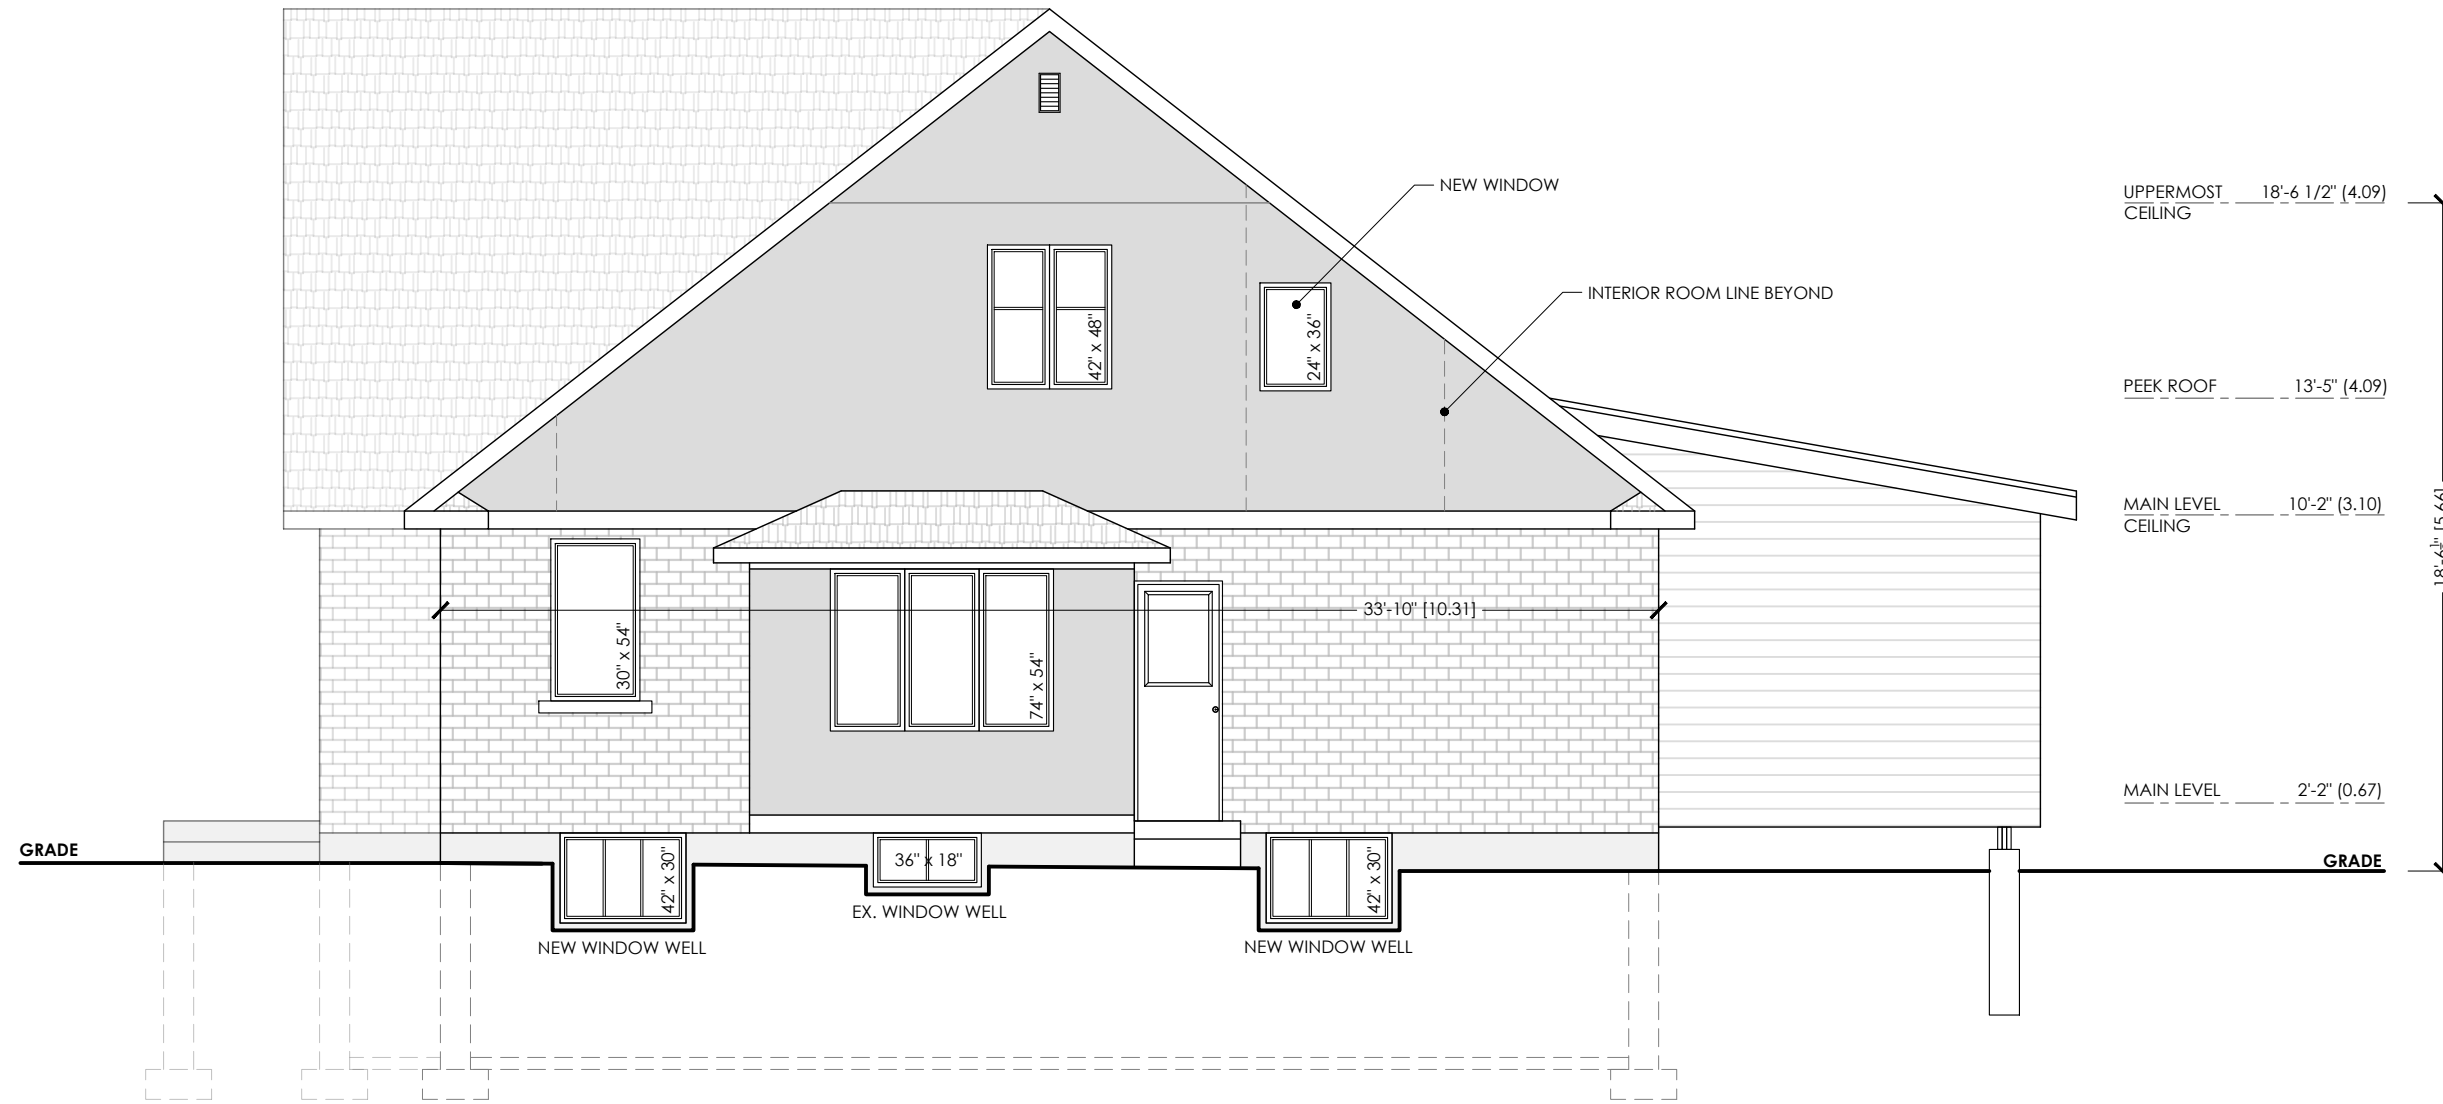 NEW WINDOW
UPPERMOST 18'-6 1/2" (4.09)
CEILING
INTERIOR ROOM LINE BEYOND
42" x 48"
24" x 36"
PEEK ROOF 13'-5" (4.09)
MAIN LEVEL 10'-2" (3.10)
CEILING
33'-10" [10.31]
30" x 54"
74" x 54"
MAIN LEVEL 2'-2" (0.67)
GRADE
GRADE
42" x 30"
36" x 18"
42" x 30"
EX. WINDOW WELL
NEW WINDOW WELL
NEW WINDOW WELL